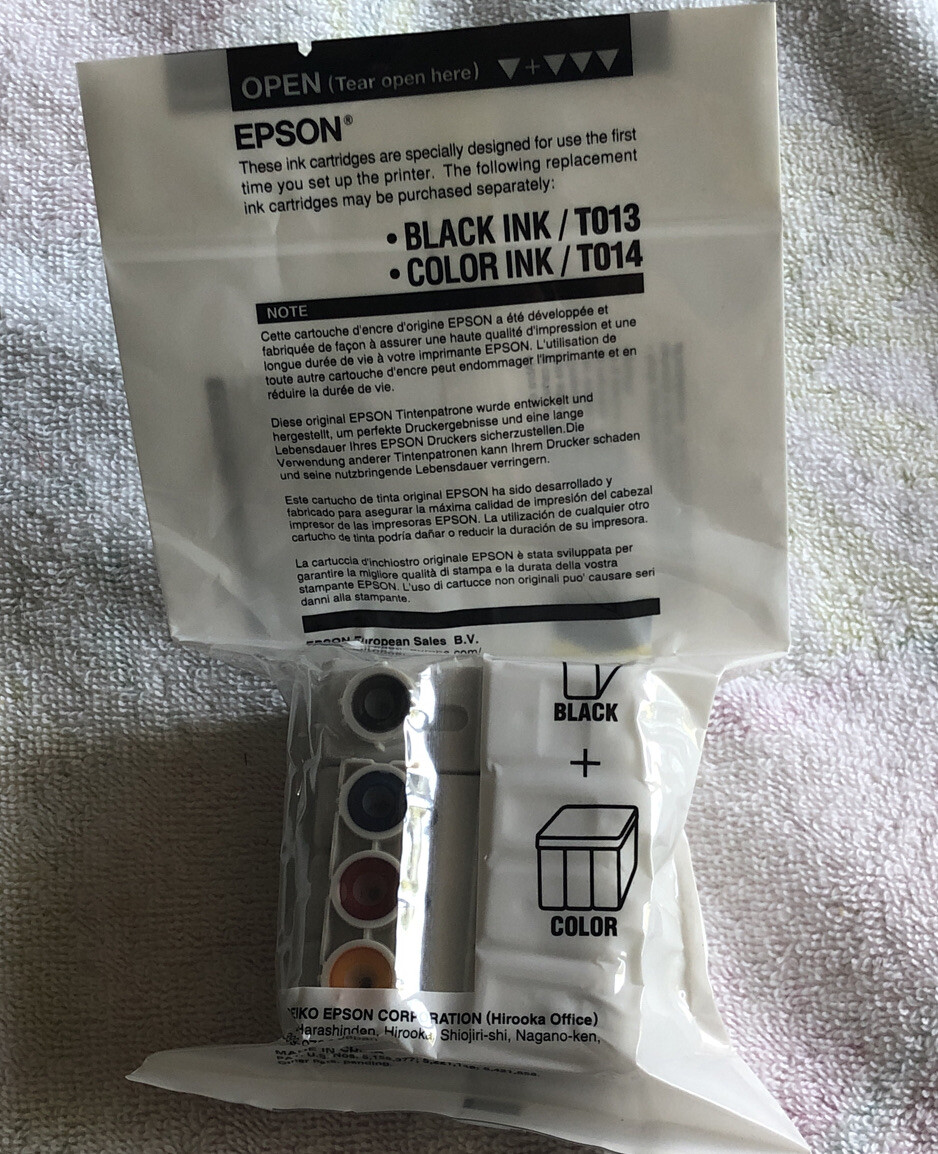 OPEN (Tear open here) ▼+▼▼▼
EPSON®
These ink cartridges are specially designed for use the first
time you set up the printer. The following replacement
ink cartridges may be purchased separately:
• BLACK INK / T013
• COLOR INK / T014
NOTE
Cette cartouche d'encre d'origine EPSON a été développée et
fabriquée de façon à assurer une haute qualité d'impression et une
longue durée de vie à votre imprimante EPSON. L'utilisation de
toute autre cartouche d'encre peut endommager l'imprimante et en
réduire la durée de vie.
Diese original EPSON Tintenpatrone wurde entwickelt und
hergestellt, um perfekte Druckergebnisse und eine lange
Lebensdauer Ihres EPSON Druckers sicherzustellen.Die
Verwendung anderer Tintenpatronen kann Ihrem Drucker schaden
und seine nutzbringende Lebensdauer verringern.
Este cartucho de tinta original EPSON ha sido desarrollado y
fabricado para asegurar la máxima calidad de impresión del cabezal
impresor de las impresoras EPSON. La utilización de cualquier otro
cartucho de tinta podría dañar o reducir la duración de su impresora.
La cartuccia d'inchiostro originale EPSON è stata sviluppata per
garantire la migliore qualità di stampa e la durata della vostra
stampante EPSON. L'uso di cartucce non originali puo' causare seri
danni alla stampante.
EPSON European Sales B.V.
BLACK
+
COLOR
EIKO EPSON CORPORATION (Hirooka Office)
Harashinden, Hirooka, Shiojiri-shi, Nagano-ken,
MADE IN